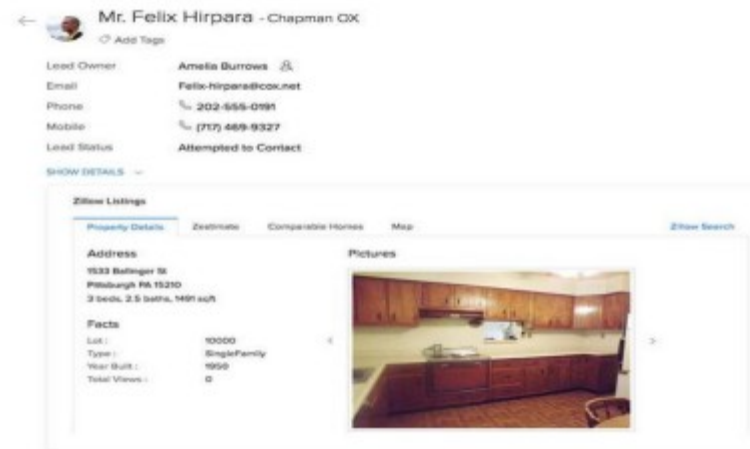 Mr. Felix Hirpara - Chapman OX
Add Tags
Lead Owner Amelia Burrows
Email Felix-hirpara@cox.net
Phone 202-555-0191
Mobile (717) 469-9327
Lead Status Attempted to Contact
SHOW DETAILS
Zillow Listings
Property Details Zestimate Comparable Homes Map Zillow Search
Address Pictures
1533 Ballinger St
Pittsburgh PA 15210
3 beds, 2.5 baths, 1491 sqft
Facts
Lot : 10000
Type : SingleFamily
Year Built : 1950
Total Views : 0